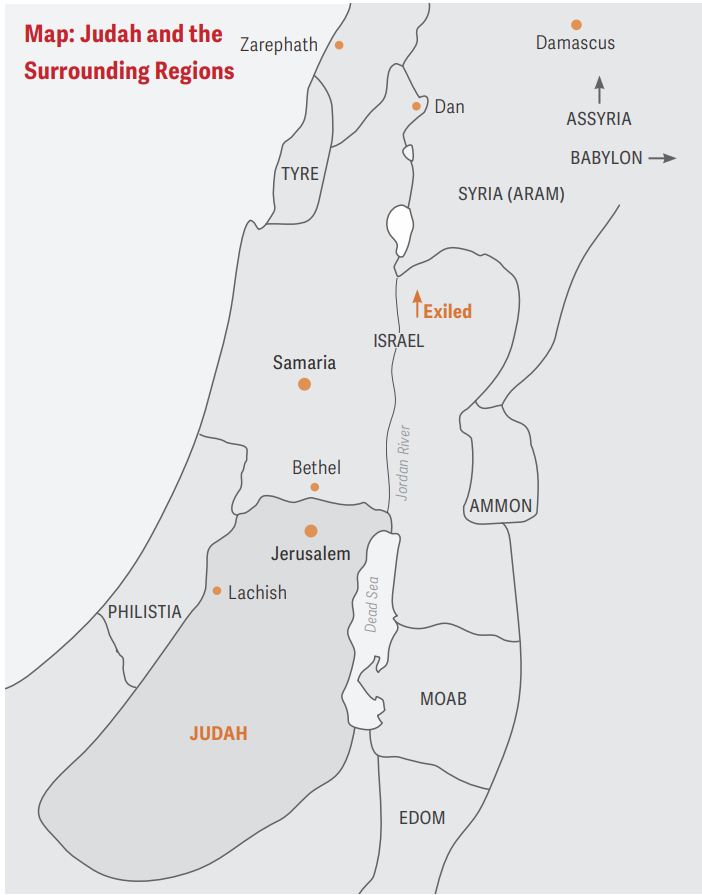 Map: Judah and the
Surrounding Regions
Zarephath
Damascus
Dan
ASSYRIA
BABYLON
TYRE
SYRIA (ARAM)
Exiled
ISRAEL
Samaria
Jordan River
Bethel
AMMON
Jerusalem
Lachish
Dead Sea
PHILISTIA
MOAB
JUDAH
EDOM